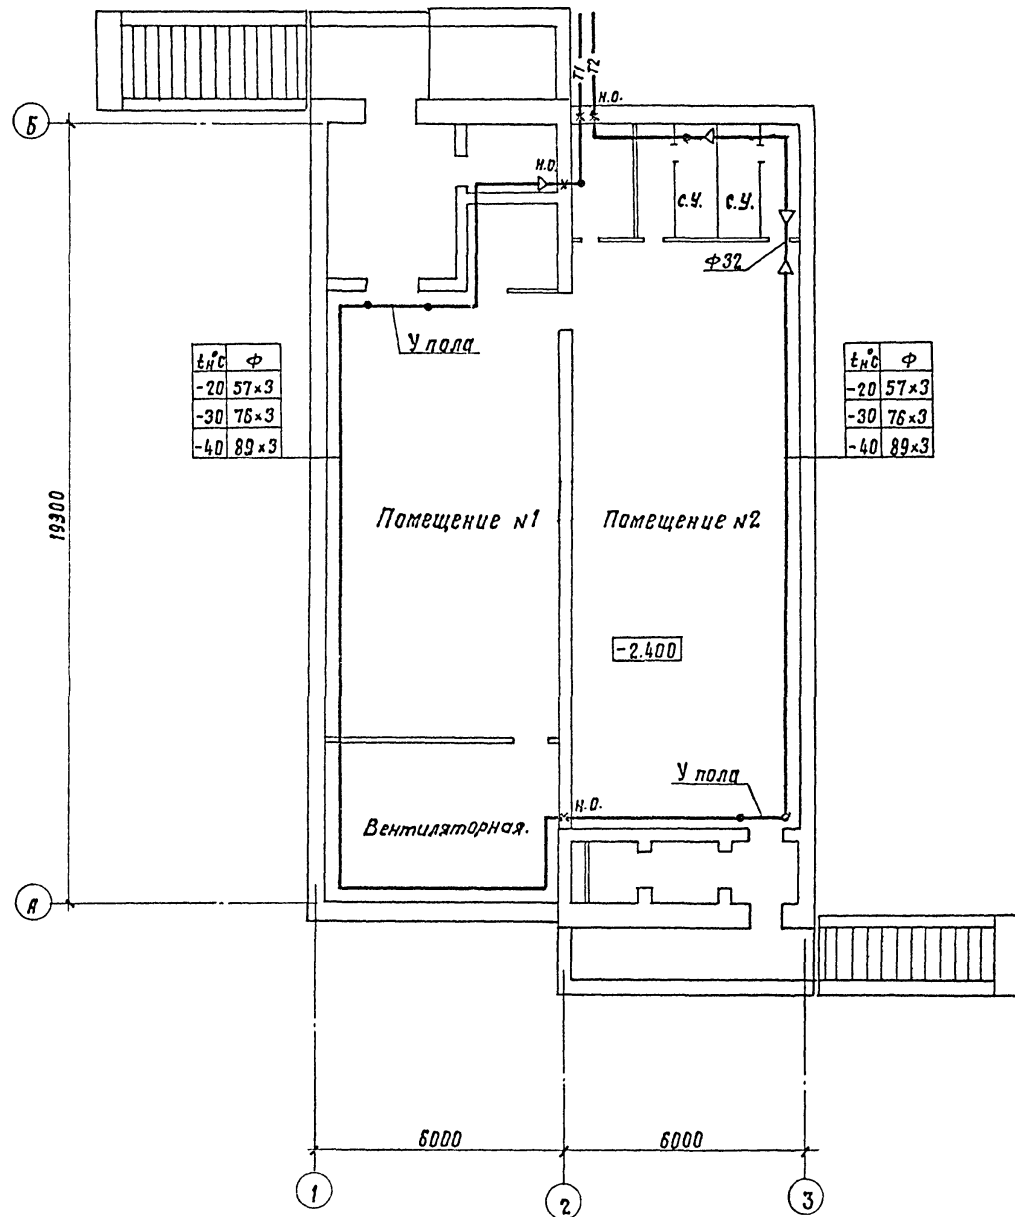 Т1
Т2
Н.О.
Б
Н.О.
С.У.
С.У.
Ф32
У пола
tн°С Ф
-20 57×3
-30 76×3
-40 89×3
tн°С Ф
-20 57×3
-30 76×3
-40 89×3
19300
Помещение №1
Помещение №2
-2.400
У пола
Н.О.
Вентиляторная.
А
6000
6000
1
2
3